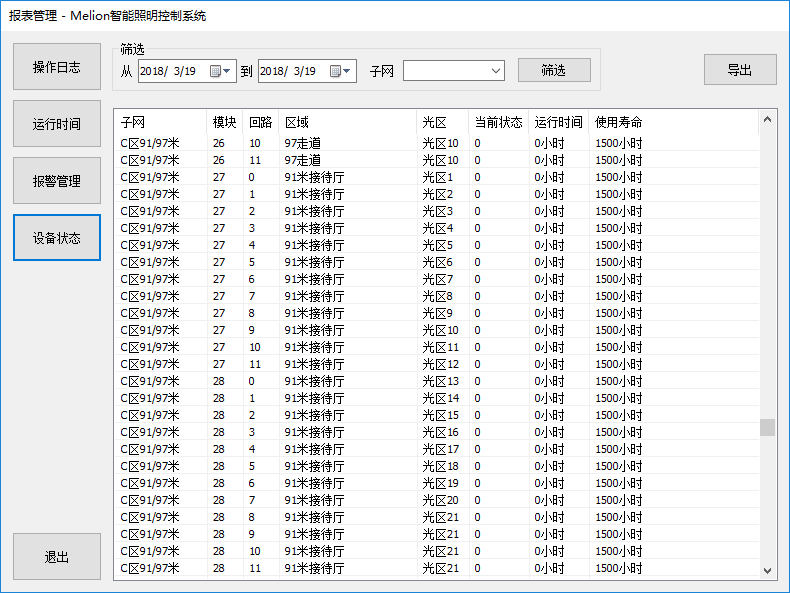 报表管理 - Melion智能照明控制系统
操作日志
运行时间
报警管理
设备状态
退出
筛选
从 2018/ 3/19 到 2018/ 3/19 子网 筛选
导出
子网 模块 回路 区域 光区 当前状态 运行时间 使用寿命
C区91/97米 26 10 97走道 光区10 0 0小时 1500小时
C区91/97米 26 11 97走道 光区10 0 0小时 1500小时
C区91/97米 27 0 91米接待厅 光区1 0 0小时 1500小时
C区91/97米 27 1 91米接待厅 光区2 0 0小时 1500小时
C区91/97米 27 2 91米接待厅 光区3 0 0小时 1500小时
C区91/97米 27 3 91米接待厅 光区4 0 0小时 1500小时
C区91/97米 27 4 91米接待厅 光区5 0 0小时 1500小时
C区91/97米 27 5 91米接待厅 光区6 0 0小时 1500小时
C区91/97米 27 6 91米接待厅 光区7 0 0小时 1500小时
C区91/97米 27 7 91米接待厅 光区8 0 0小时 1500小时
C区91/97米 27 8 91米接待厅 光区9 0 0小时 1500小时
C区91/97米 27 9 91米接待厅 光区10 0 0小时 1500小时
C区91/97米 27 10 91米接待厅 光区11 0 0小时 1500小时
C区91/97米 27 11 91米接待厅 光区12 0 0小时 1500小时
C区91/97米 28 0 91米接待厅 光区13 0 0小时 1500小时
C区91/97米 28 1 91米接待厅 光区14 0 0小时 1500小时
C区91/97米 28 2 91米接待厅 光区15 0 0小时 1500小时
C区91/97米 28 3 91米接待厅 光区16 0 0小时 1500小时
C区91/97米 28 4 91米接待厅 光区17 0 0小时 1500小时
C区91/97米 28 5 91米接待厅 光区18 0 0小时 1500小时
C区91/97米 28 6 91米接待厅 光区19 0 0小时 1500小时
C区91/97米 28 7 91米接待厅 光区20 0 0小时 1500小时
C区91/97米 28 8 91米接待厅 光区21 0 0小时 1500小时
C区91/97米 28 9 91米接待厅 光区21 0 0小时 1500小时
C区91/97米 28 10 91米接待厅 光区21 0 0小时 1500小时
C区91/97米 28 11 91米接待厅 光区21 0 0小时 1500小时